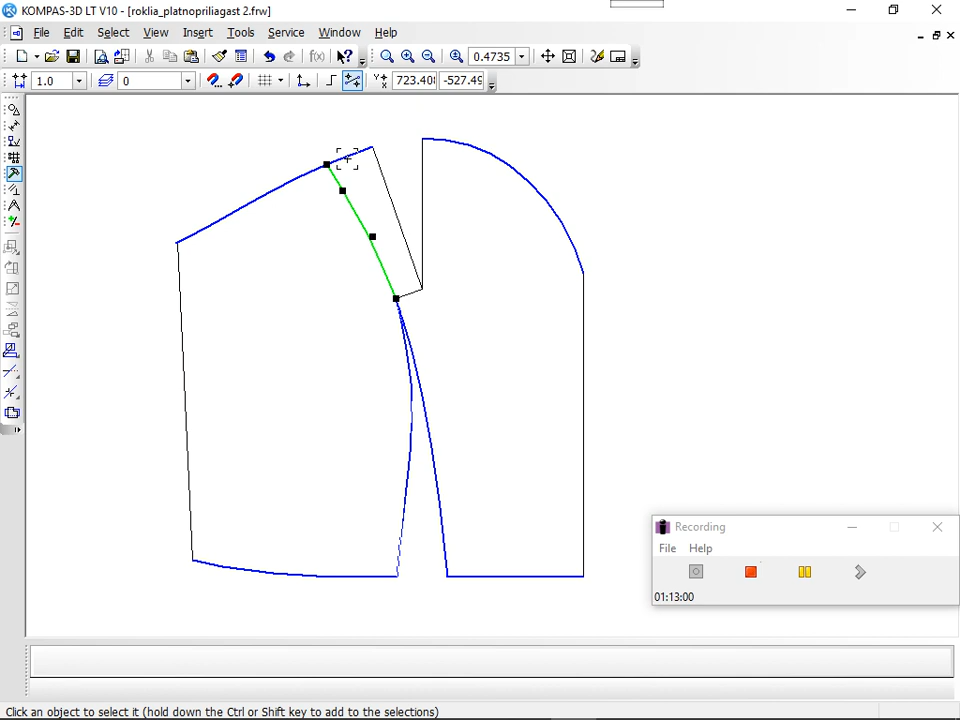 KOMPAS-3D LT V10 - [roklia_platnopriliagast 2.frw]
File Edit Select View Insert Tools Service Window Help
0.4735
1.0 0 723.408 -527.49
Recording
File Help
01:13:00
Click an object to select it (hold down the Ctrl or Shift key to add to the selections)